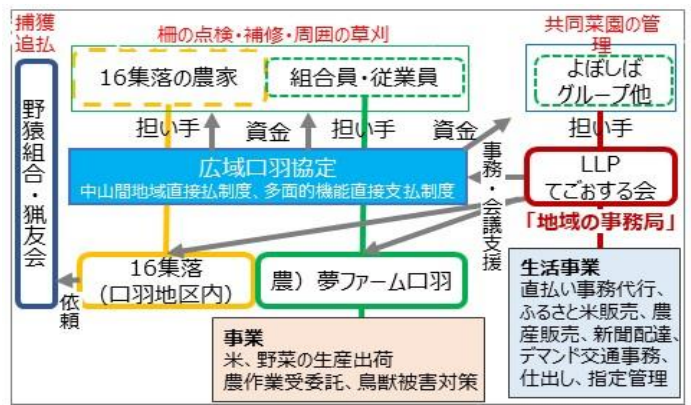 捕獲
追払
柵の点検・補修・周囲の草刈
共同菜園の管
理
16集落の農家
組合員・従業員
よぼしば
グループ他
野猿組合・猟友会
担い手
資金
担い手
資金
担い手
広域口羽協定
中山間地域直接払制度、多面的機能直接支払制度
事務・会議支援
LLP
てごおする会
「地域の事務局」
16集落
(口羽地区内)
農）夢ファーム口羽
依頼
生活事業
直払い事務代行、
ふるさと米販売、農
産販売、新聞配達、
デマンド交通事務、
仕出し、指定管理
事業
米、野菜の生産出荷
農作業受委託、鳥獣被害対策